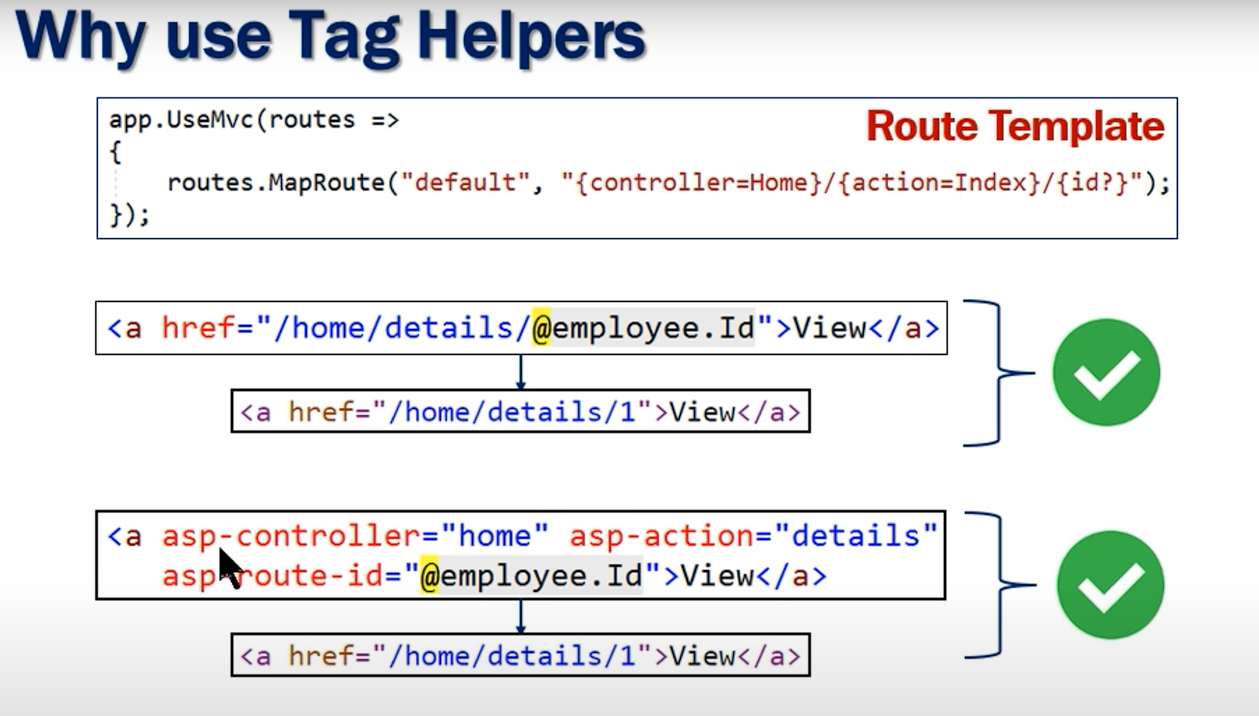 Why use Tag Helpers
app.UseMvc(routes =>
Route Template
{
routes.MapRoute("default", "{controller=Home}/{action=Index}/{id?}");
});
<a href="/home/details/@employee.Id">View</a>
<a href="/home/details/1">View</a>
<a asp-controller="home" asp-action="details"
asp-route-id="@employee.Id">View</a>
<a href="/home/details/1">View</a>